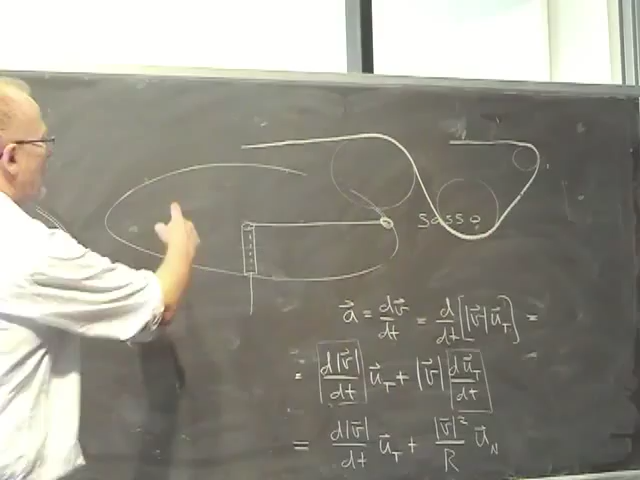 Sasso
a⃗ = dv⃗/dt = d/dt [|v⃗| u⃗_T] =
= d|v⃗|/dt u⃗_T + |v⃗| du⃗_T/dt =
= d|v⃗|/dt u⃗_T + |v⃗|²/R u⃗_N